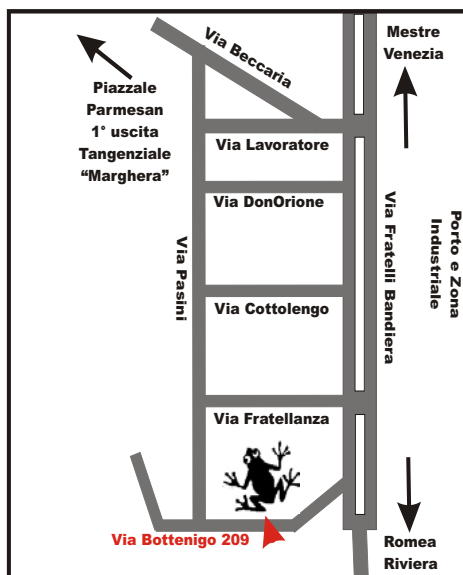 Via Beccaria
Mestre
Venezia
Piazzale
Parmesan
1° uscita
Tangenziale
“Marghera”
Via Lavoratore
Via DonOrione
Via Pasini
Via Fratelli Bandiera
Porto e Zona
Industriale
Via Cottolengo
Via Fratellanza
Via Bottenigo 209
Romea
Riviera